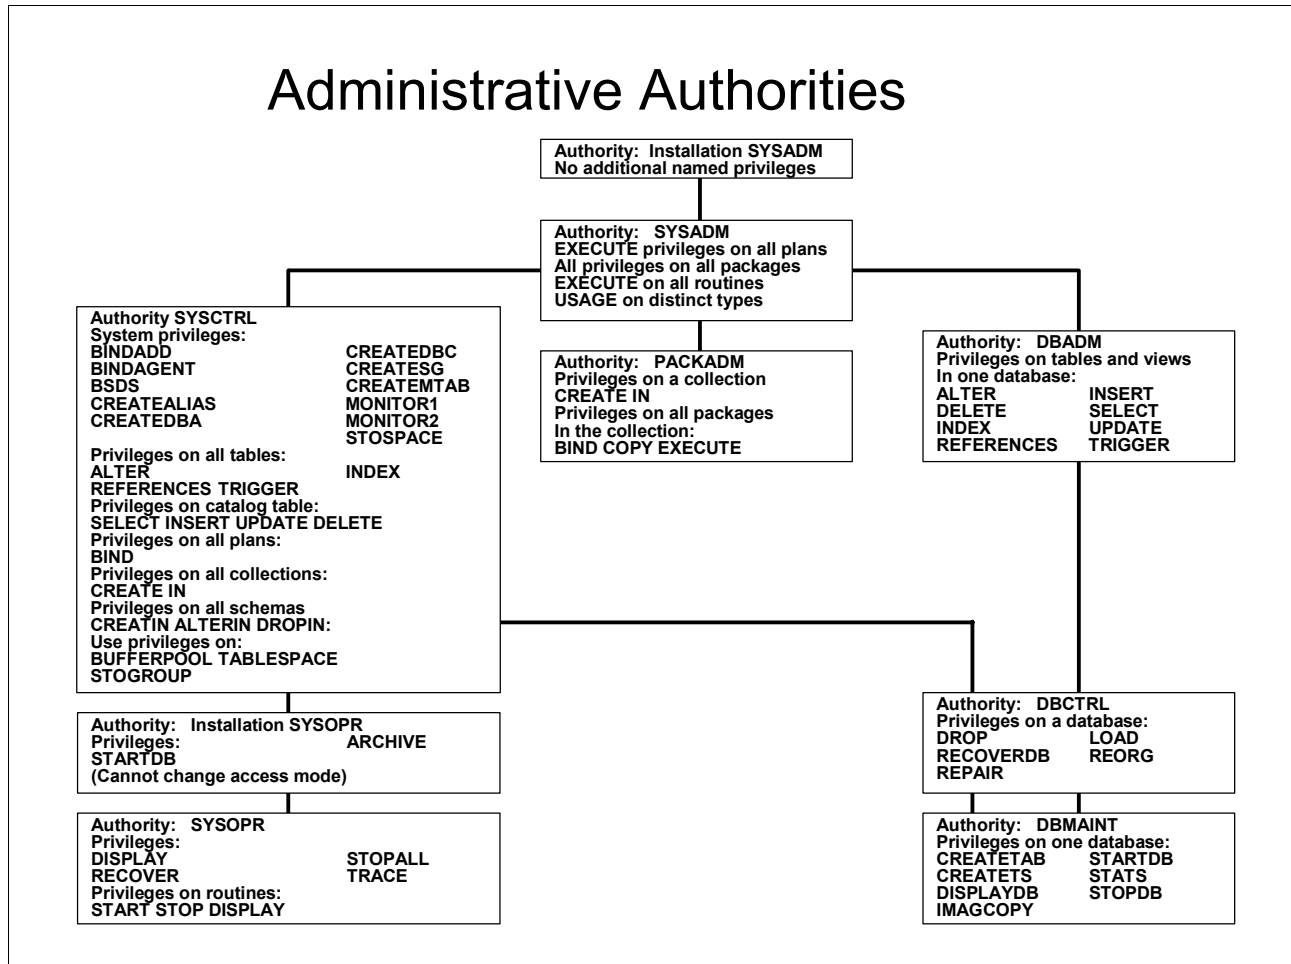 Administrative Authorities
Authority: Installation SYSADM
No additional named privileges
Authority: SYSADM
EXECUTE privileges on all plans
All privileges on all packages
EXECUTE on all routines
USAGE on distinct types
Authority SYSCTRL
System privileges:
BINDADD CREATEDBC
BINDAGENT CREATESG
BSDS CREATEMTAB
CREATEALIAS MONITOR1
CREATEDBA MONITOR2
STOSPACE
Privileges on all tables:
ALTER INDEX
REFERENCES TRIGGER
Privileges on catalog table:
SELECT INSERT UPDATE DELETE
Privileges on all plans:
BIND
Privileges on all collections:
CREATE IN
Privileges on all schemas
CREATIN ALTERIN DROPIN:
Use privileges on:
BUFFERPOOL TABLESPACE
STOGROUP
Authority: PACKADM
Privileges on a collection
CREATE IN
Privileges on all packages
In the collection:
BIND COPY EXECUTE
Authority: DBADM
Privileges on tables and views
In one database:
ALTER INSERT
DELETE SELECT
INDEX UPDATE
REFERENCES TRIGGER
Authority: Installation SYSOPR
Privileges: ARCHIVE
STARTDB
(Cannot change access mode)
Authority: DBCTRL
Privileges on a database:
DROP LOAD
RECOVERDB REORG
REPAIR
Authority: SYSOPR
Privileges:
DISPLAY STOPALL
RECOVER TRACE
Privileges on routines:
START STOP DISPLAY
Authority: DBMAINT
Privileges on one database:
CREATETAB STARTDB
CREATETS STATS
DISPLAYDB STOPDB
IMAGCOPY